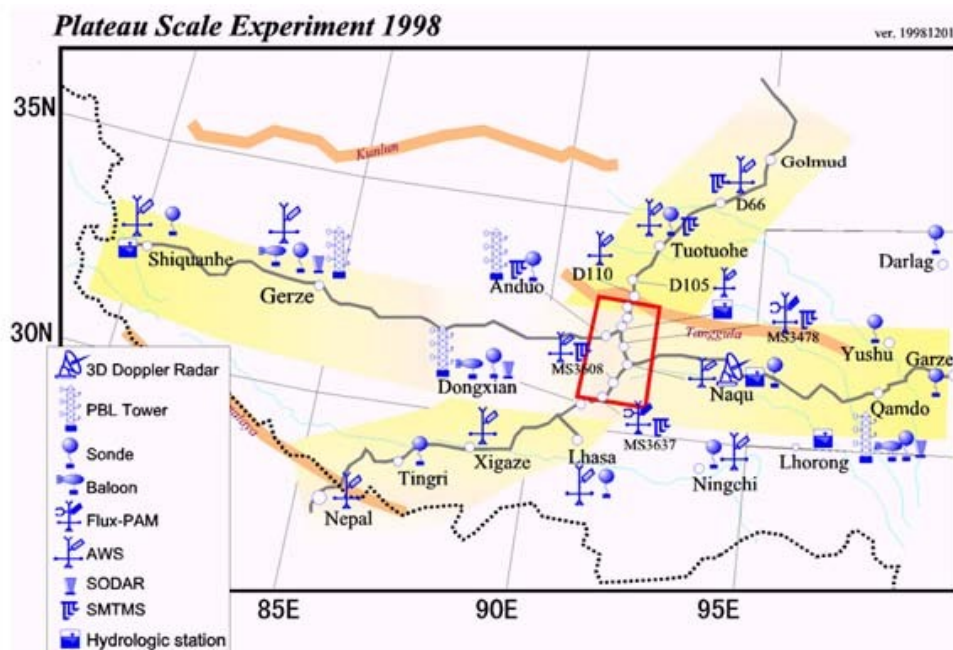 Plateau Scale Experiment 1998
ver. 19981201
35N
Kunlun
Golmud
D66
Shiquanhe
Tuotuohe
Darlag
Gerze
Anduo
D110
D105
30N
Tanggula
MS3478
Yushu
MS3608
Garze
3D Doppler Radar
Dongxian
Naqu
Qamdo
PBL Tower
MS3637
Sonde
Xigaze
Lhasa
Lhorong
Tingri
Ningchi
Baloon
Nepal
Flux-PAM
AWS
SODAR
SMTMS
85E
90E
95E
Hydrologic station